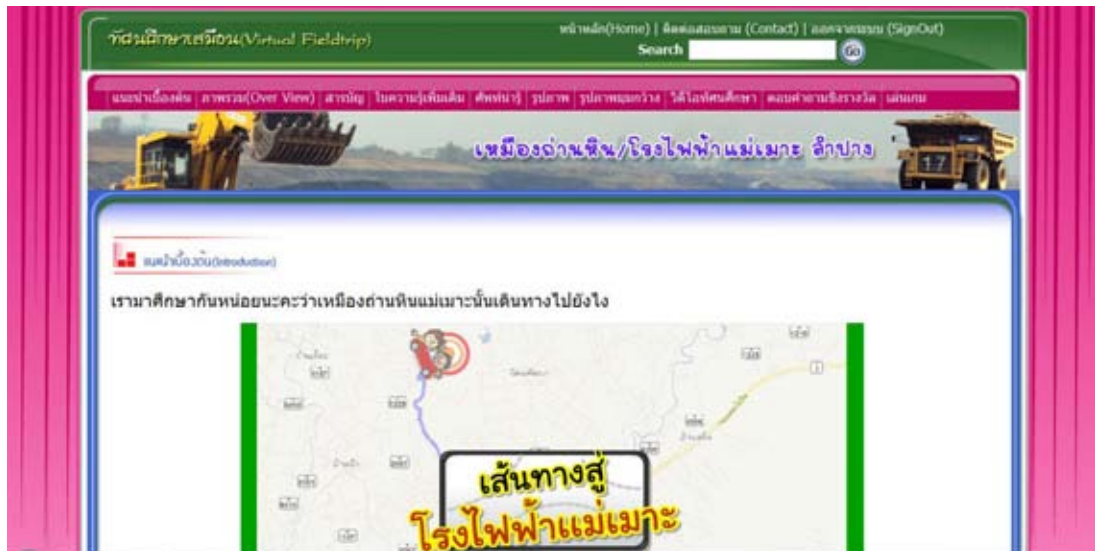 ทัศนศึกษาเสมือน(Virtual Fieldtrip)
หน้าหลัก(Home) | ติดต่อสอบถาม (Contact) | ออกจากระบบ (SignOut)
Search Go
แนะนำเบื้องต้น ภาพรวม(Over View) สารบัญ ใบความรู้เพิ่มเติม ศัพท์น่ารู้ รูปภาพ รูปภาพมุมกว้าง วิดีโอทัศนศึกษา ตอบคำถามชิงรางวัล เล่นเกม
เหมืองถ่านหิน/โรงไฟฟ้าแม่เมาะ ลำปาง
17
แนะนำเบื้องต้น(Introduction)
เรามาศึกษากันหน่อยนะคะว่าเหมืองถ่านหินแม่เมาะนั้นเดินทางไปยังไง
1
เส้นทางสู่
โรงไฟฟ้าแม่เมาะ